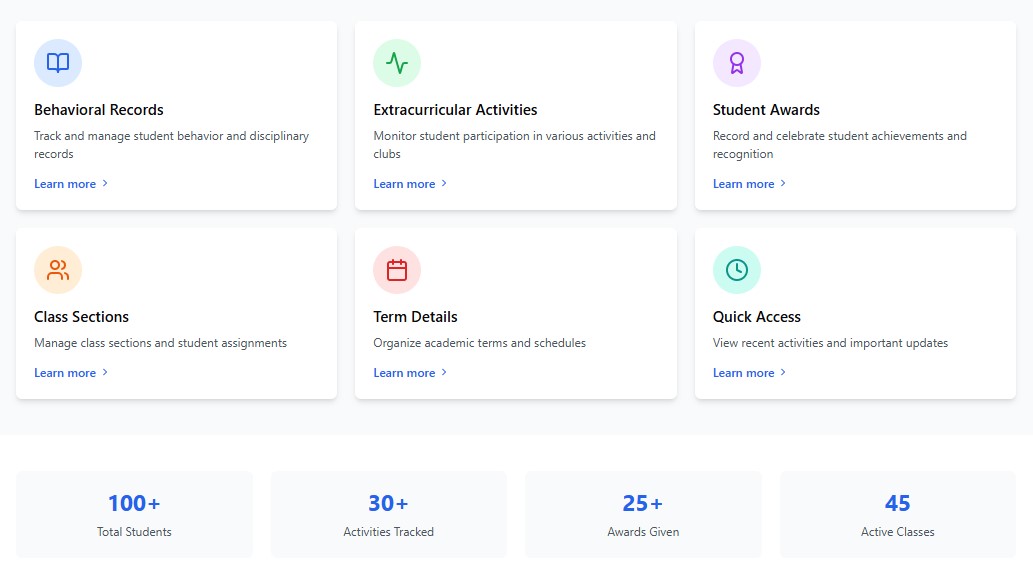 Behavioral Records
Track and manage student behavior and disciplinary
records
Learn more
Extracurricular Activities
Monitor student participation in various activities and
clubs
Learn more
Student Awards
Record and celebrate student achievements and
recognition
Learn more
Class Sections
Manage class sections and student assignments
Learn more
Term Details
Organize academic terms and schedules
Learn more
Quick Access
View recent activities and important updates
Learn more
100+
Total Students
30+
Activities Tracked
25+
Awards Given
45
Active Classes